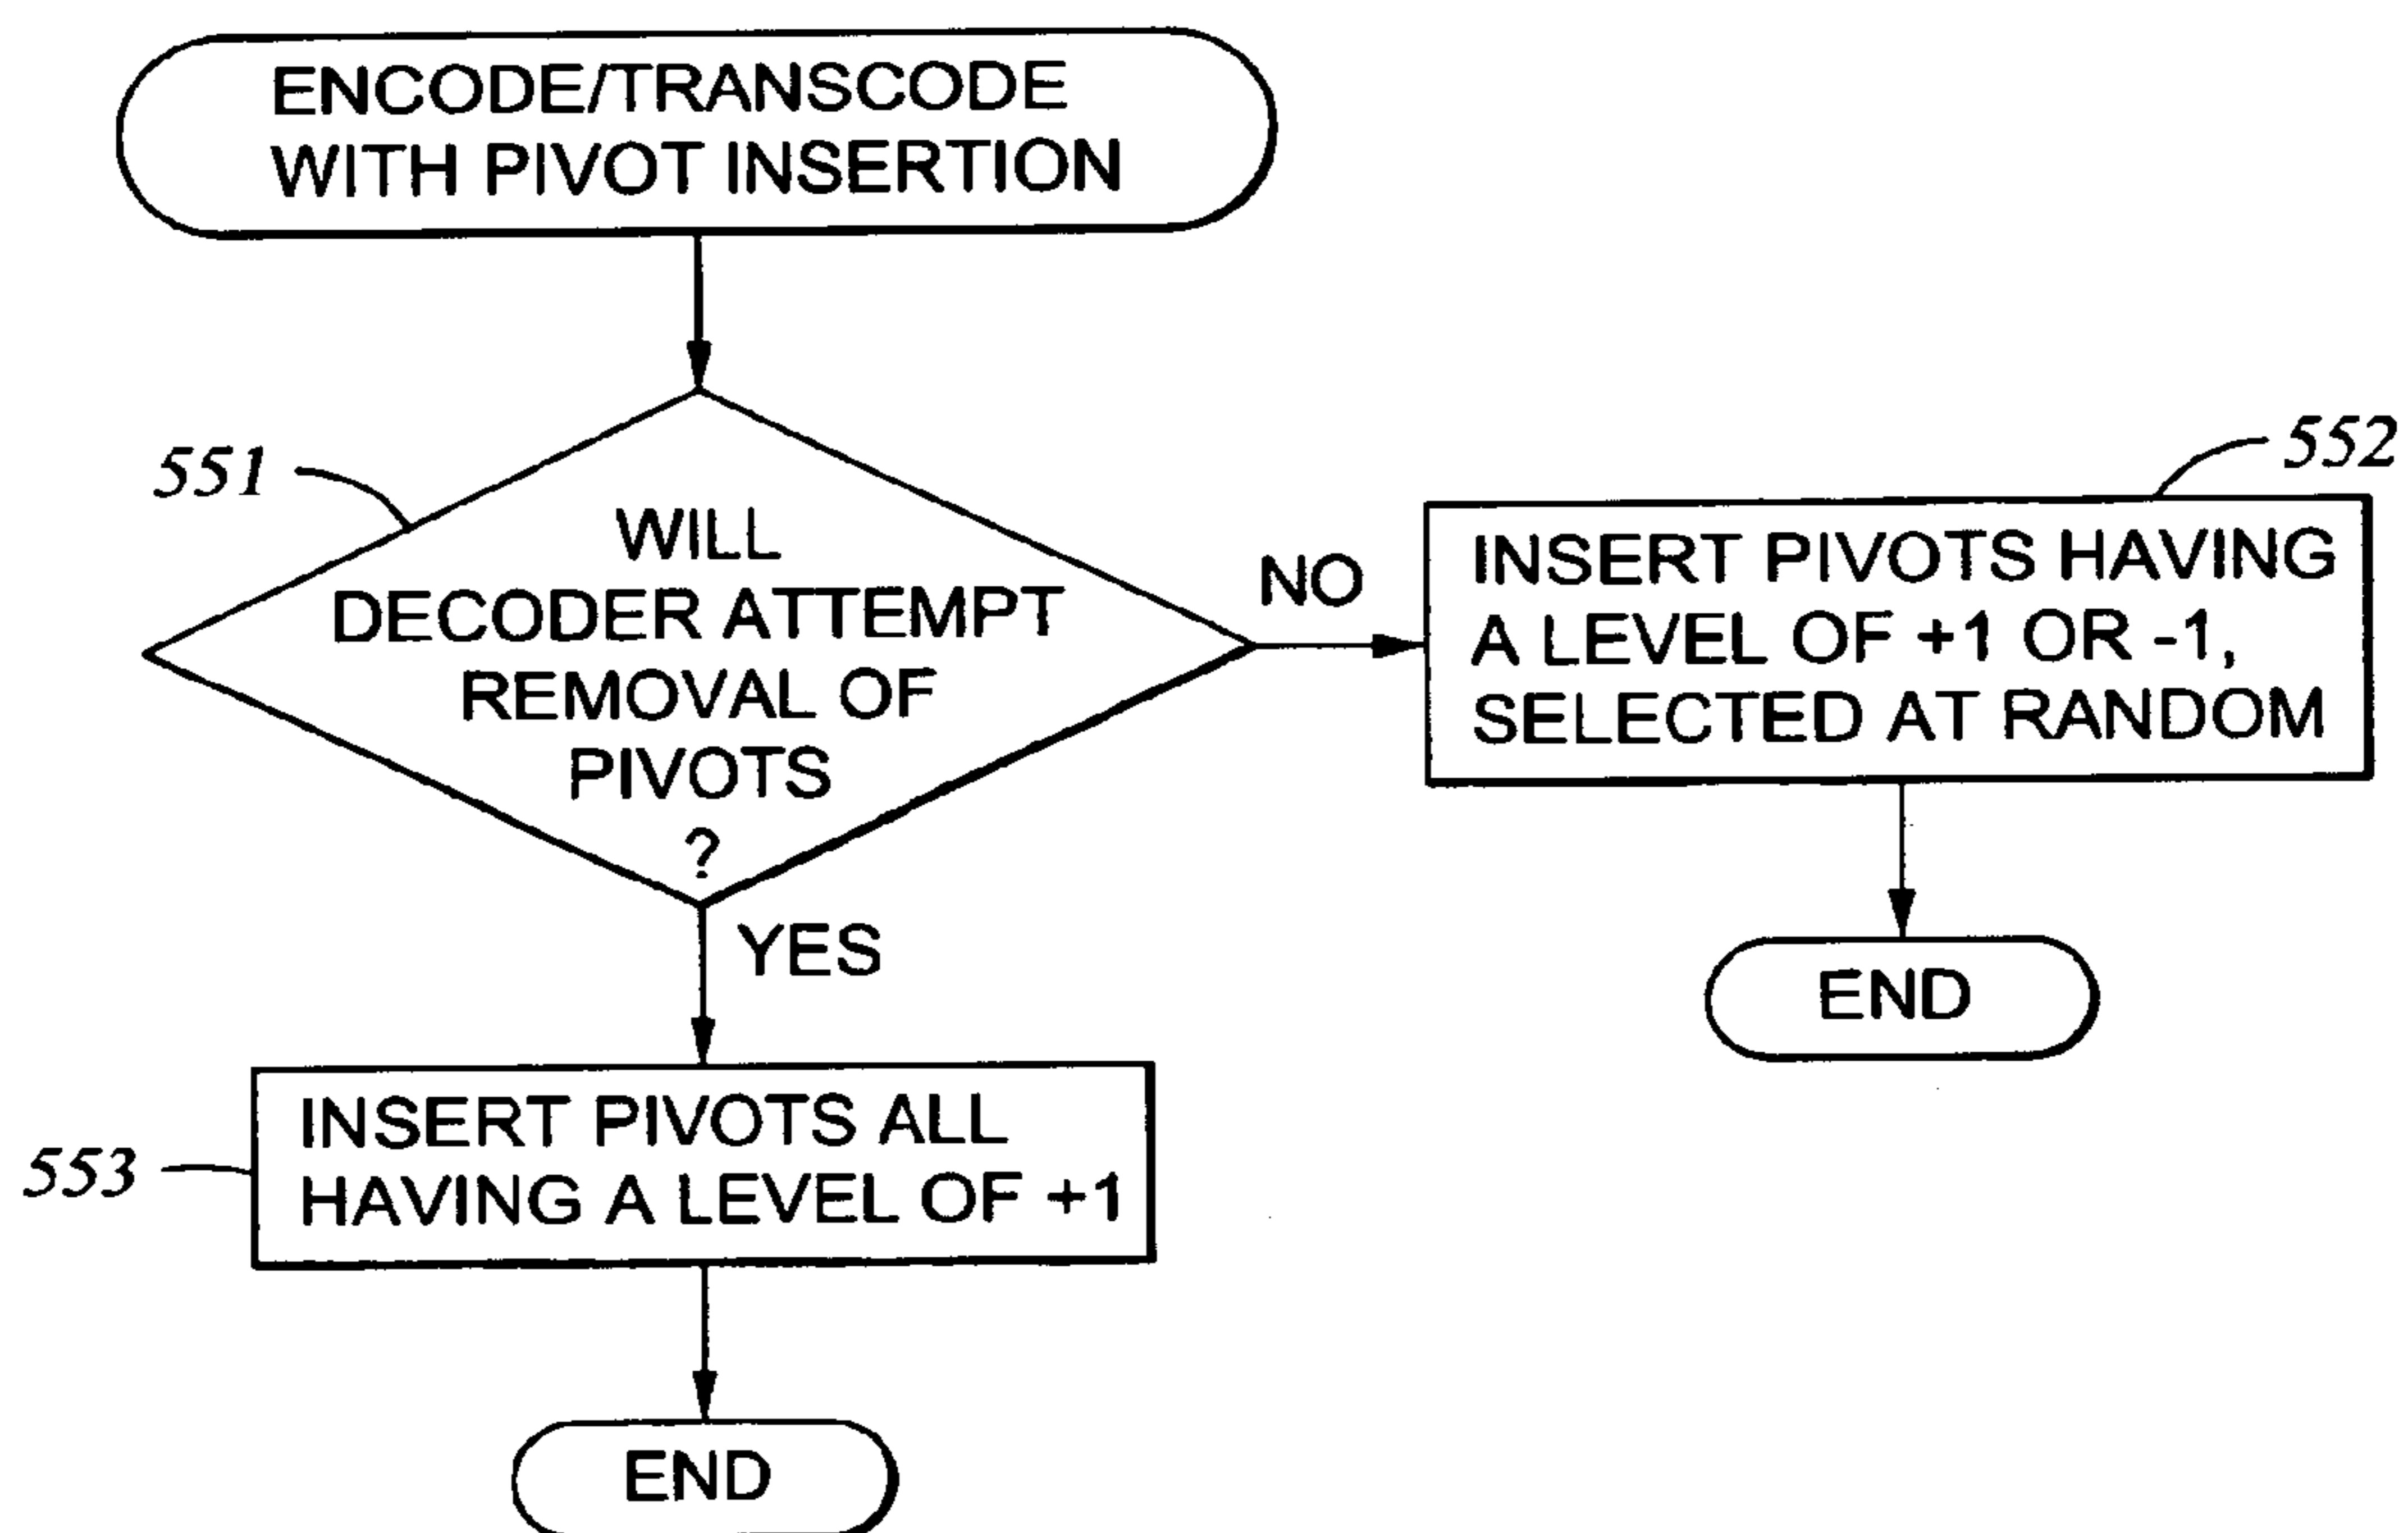 ENCODE/TRANSCODE
WITH PIVOT INSERTION
551
WILL
DECODER ATTEMPT
REMOVAL OF
PIVOTS
?
NO
552
INSERT PIVOTS HAVING
A LEVEL OF +1 OR -1,
SELECTED AT RANDOM
END
YES
553
INSERT PIVOTS ALL
HAVING A LEVEL OF +1
END